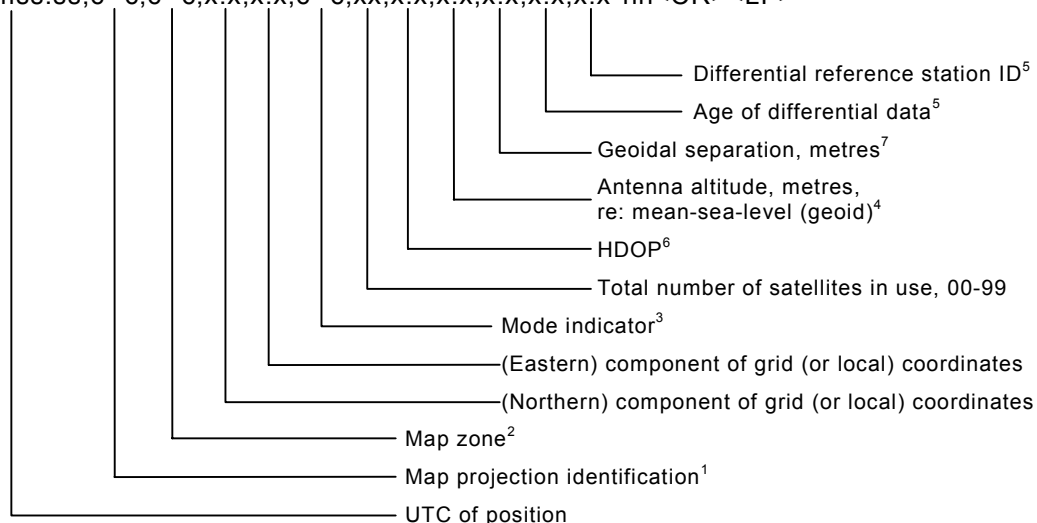 Differential reference station ID⁵
Age of differential data⁵
Geoidal separation, metres⁷
Antenna altitude, metres,
re: mean-sea-level (geoid)⁴
HDOP⁶
Total number of satellites in use, 00-99
Mode indicator³
(Eastern) component of grid (or local) coordinates
(Northern) component of grid (or local) coordinates
Map zone²
Map projection identification¹
UTC of position